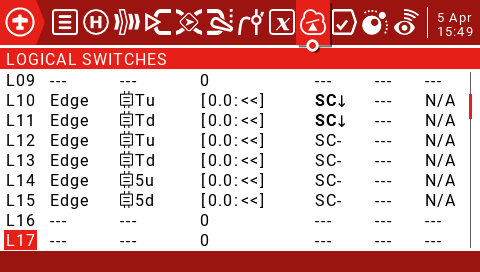 5 Apr
15:49
LOGICAL SWITCHES
L09 --- --- 0 --- --- ---
L10 Edge Tu [0.0:<<] SC↓ --- N/A
L11 Edge Td [0.0:<<] SC↓ --- N/A
L12 Edge Tu [0.0:<<] SC- --- N/A
L13 Edge Td [0.0:<<] SC- --- N/A
L14 Edge 5u [0.0:<<] SC- --- N/A
L15 Edge 5d [0.0:<<] SC- --- N/A
L16 --- --- 0 --- --- ---
L17 --- --- 0 --- --- ---